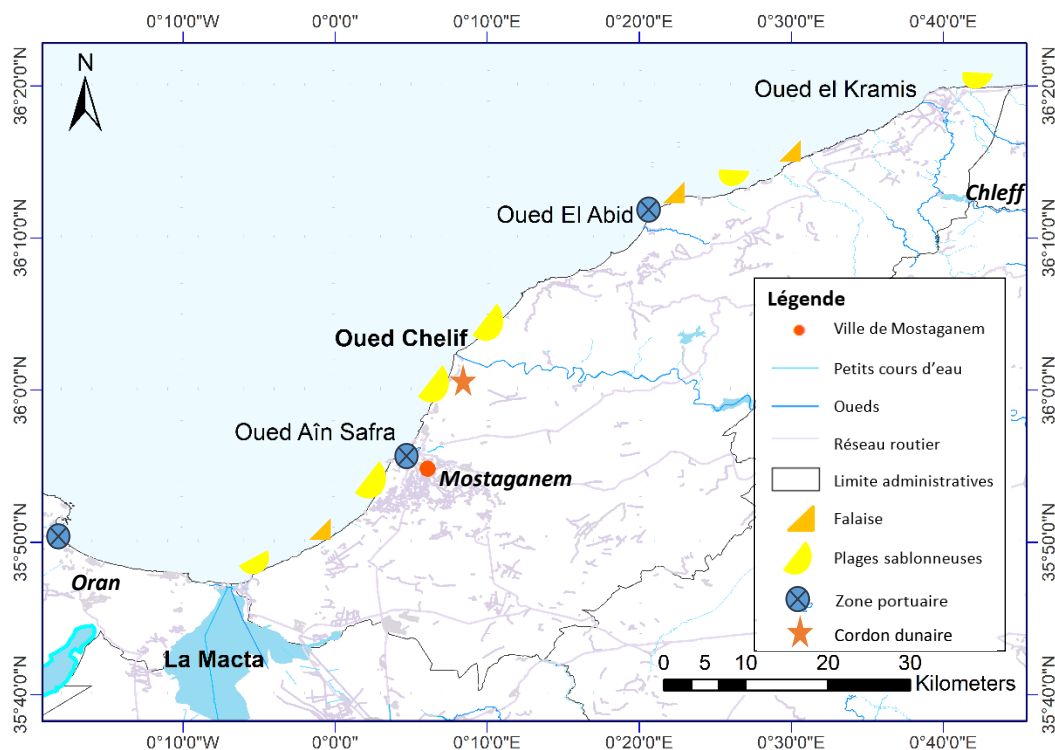 0°10'0"W 0°0'0" 0°10'0"E 0°20'0"E 0°30'0"E 0°40'0"E
N
36°20'0"N 36°20'0"N
Oued el Kramis
Chleff
Oued El Abid
36°10'0"N 36°10'0"N
Oued Chelif
36°0'0"N 36°0'0"N
Oued Aîn Safra
Mostaganem
35°50'0"N 35°50'0"N
Oran
La Macta
35°40'0"N 35°40'0"N
Légende
Ville de Mostaganem
Petits cours d'eau
Oueds
Réseau routier
Limite administratives
Falaise
Plages sablonneuses
Zone portuaire
Cordon dunaire
0 5 10 20 30
Kilometers
0°10'0"W 0°0'0" 0°10'0"E 0°20'0"E 0°30'0"E 0°40'0"E